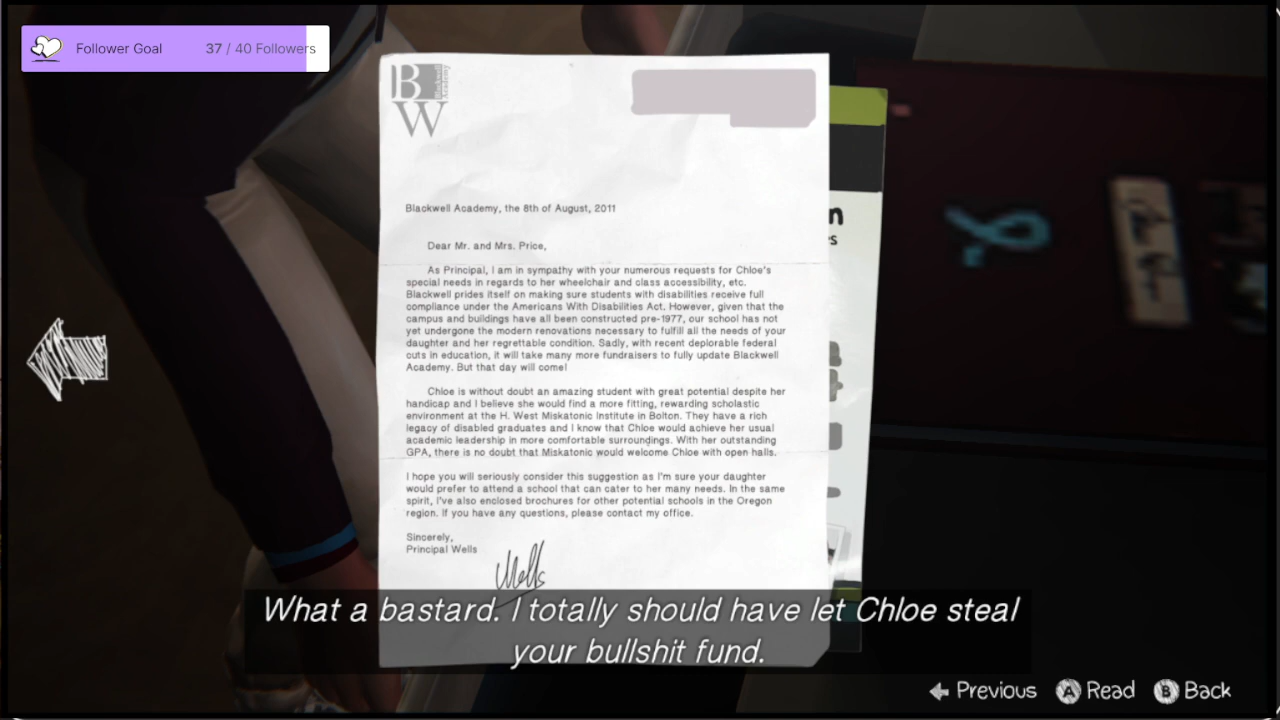 Follower Goal 37 / 40 Followers
B Blackwell Academy
W
Blackwell Academy, the 8th of August, 2011
Dear Mr. and Mrs. Price,
As Principal, I am in sympathy with your numerous requests for Chloe's
special needs in regards to her wheelchair and class accessibility, etc.
Blackwell prides itself on making sure students with disabilities receive full
compliance under the Americans With Disabilities Act. However, given that the
campus and buildings have all been constructed pre-1977, our school has not
yet undergone the modern renovations necessary to fulfill all the needs of your
daughter and her regrettable condition. Sadly, with recent deplorable federal
cuts in education, it will take many more fundraisers to fully update Blackwell
Academy. But that day will come!
Chloe is without doubt an amazing student with great potential despite her
handicap and I believe she would find a more fitting, rewarding scholastic
environment at the H. West Miskatonic Institute in Bolton. They have a rich
legacy of disabled graduates and I know that Chloe would achieve her usual
academic leadership in more comfortable surroundings. With her outstanding
GPA, there is no doubt that Miskatonic would welcome Chloe with open halls.
I hope you will seriously consider this suggestion as I'm sure your daughter
would prefer to attend a school that can cater to her many needs. In the same
spirit, I've also enclosed brochures for other potential schools in the Oregon
region. If you have any questions, please contact my office.
Sincerely,
Principal Wells
Wells
What a bastard. I totally should have let Chloe steal
your bullshit fund.
Previous A Read B Back